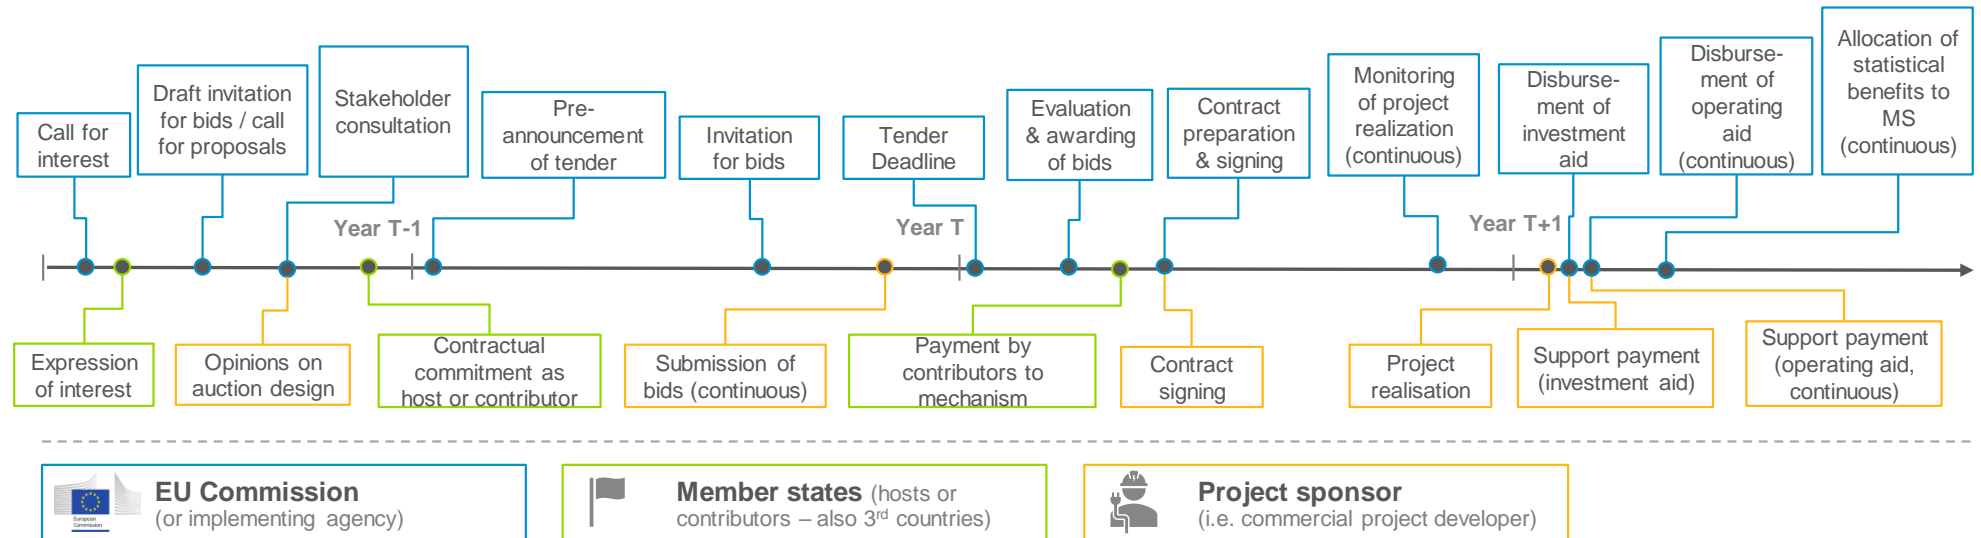 Call for
interest
Draft invitation
for bids / call
for proposals
Stakeholder
consultation
Pre-
announcement
of tender
Invitation
for bids
Tender
Deadline
Evaluation
& awarding
of bids
Contract
preparation
& signing
Monitoring
of project
realization
(continuous)
Disburse-
ment of
investment
aid
Disburse-
ment of
operating
aid
(continuous)
Allocation of
statistical
benefits to
MS
(continuous)
Year T-1
Year T
Year T+1
Expression
of interest
Opinions on
auction design
Contractual
commitment as
host or contributor
Submission of
bids (continuous)
Payment by
contributors to
mechanism
Contract
signing
Project
realisation
Support payment
(investment aid)
Support payment
(operating aid,
continuous)
European
Commission
EU Commission
(or implementing agency)
Member states (hosts or
contributors – also 3rd countries)
Project sponsor
(i.e. commercial project developer)